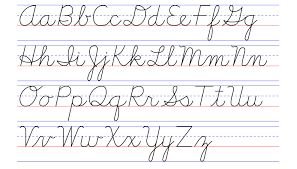 AaBbCcDdEeFfGg
HhIiJjKkLlMmNn
OoPpQqRrSsTtUu
VvWwXxYyZz